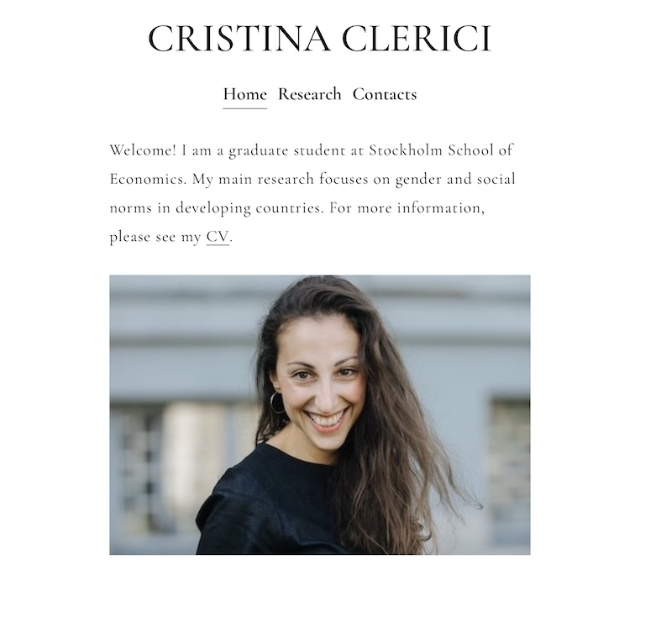 CRISTINA CLERICI
Home Research Contacts
Welcome! I am a graduate student at Stockholm School of
Economics. My main research focuses on gender and social
norms in developing countries. For more information,
please see my CV.